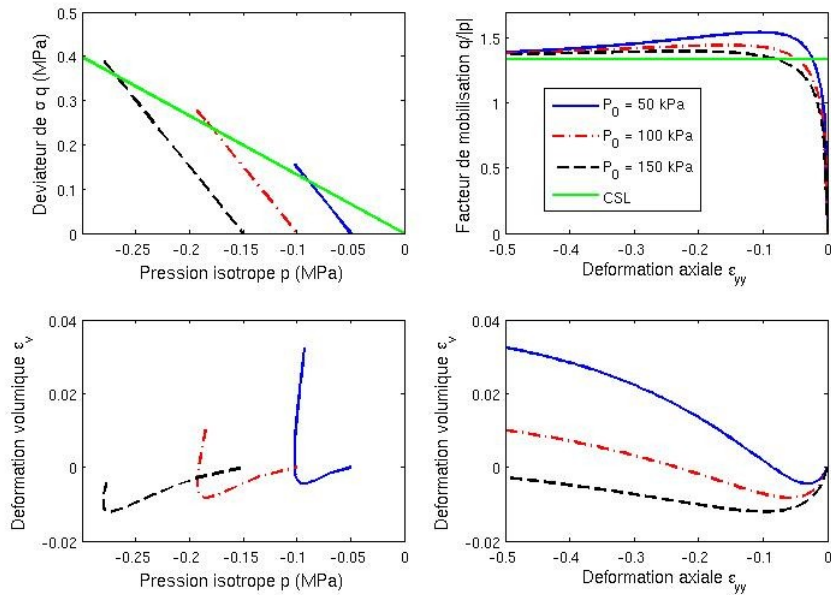 0.5
0.4
0.3
0.2
0.1
0
Deviateur de σ q (MPa)
-0.25 -0.2 -0.15 -0.1 -0.05 0
Pression isotrope p (MPa)
1.5
1
0.5
0
Facteur de mobilisation q/|p|
P0 = 50 kPa
P0 = 100 kPa
P0 = 150 kPa
CSL
-0.5 -0.4 -0.3 -0.2 -0.1 0
Deformation axiale εyy
0.04
0.02
0
-0.02
Deformation volumique εv
-0.25 -0.2 -0.15 -0.1 -0.05 0
Pression isotrope p (MPa)
0.04
0.02
0
-0.02
Deformation volumique εv
-0.5 -0.4 -0.3 -0.2 -0.1 0
Deformation axiale εyy